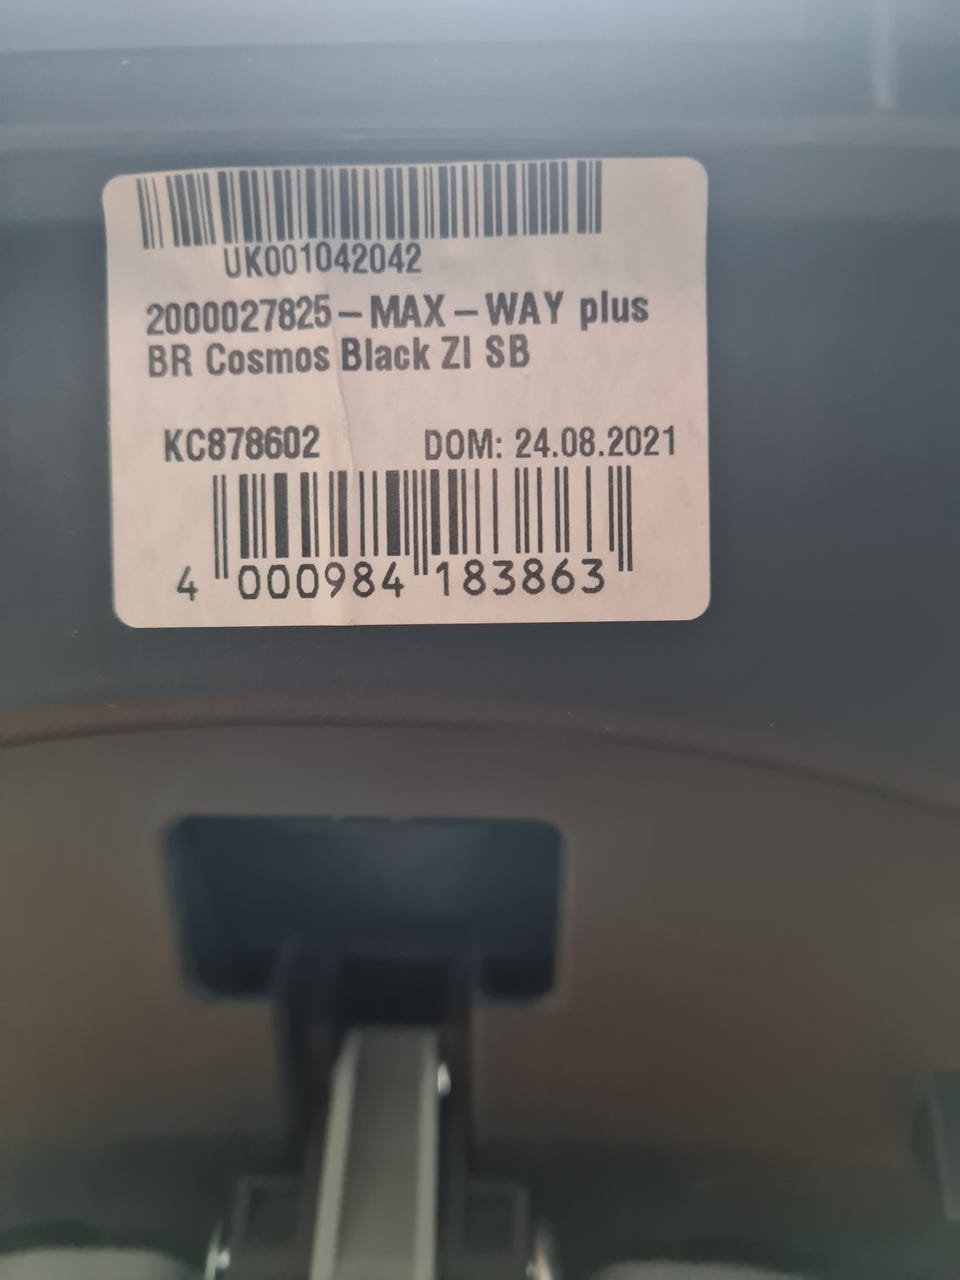 UK001042042
2000027825-MAX-WAY plus
BR Cosmos Black ZI SB
KC878602 DOM: 24.08.2021
4 000984 183863